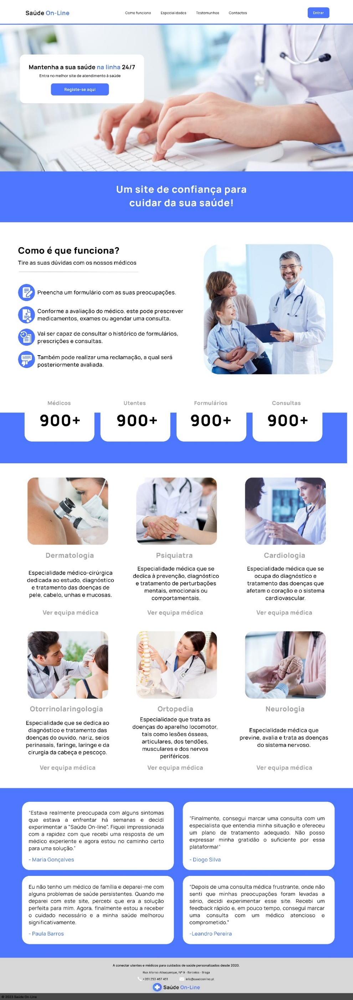 Saúde On-Line
Como funciona
Especialidades
Testemunhos
Contactos
Entrar
Mantenha a sua saúde na linha 24/7
Entra no melhor site de atendimento à saúde
Registe-se aqui
Um site de confiança para
cuidar da sua saúde!
Como é que funciona?
Tire as suas dúvidas com os nossos médicos
Preencha um formulário com as suas preocupações.
Conforme a avaliação do médico, este pode prescrever
medicamentos, exames ou agendar uma consulta.
Vai ser capaz de consultar o histórico de formulários,
prescrições e consultas.
Também pode realizar uma reclamação, a qual será
posteriormente avaliada.
Médicos
Utentes
Formulários
Consultas
900+
900+
900+
900+
Dermatologia
Especialidade médico-cirúrgica
dedicada ao estudo, diagnóstico
e tratamento das doenças de
pele, cabelo, unhas e mucosas.
Ver equipa médica
Psiquiatra
Especialidade médica que se
dedica à prevenção, diagnóstico
e tratamento de perturbações
mentais, emocionais ou
comportamentais.
Ver equipa médica
Cardiologia
Especialidade médica que se
ocupa do diagnóstico e
tratamento das doenças que
afetam o coração e o sistema
cardiovascular.
Ver equipa médica
Otorrinolaringologia
Especialidade que se dedica ao
diagnóstico e tratamento das
doenças do ouvido, nariz, seios
perinasais, faringe, laringe e da
cirurgia da cabeça e pescoço.
Ver equipa médica
Ortopedia
Especialidade que trata as
doenças do aparelho locomotor,
tais como lesões ósseas,
articulares, dos tendões,
musculares e dos nervos
periféricos.
Ver equipa médica
Neurologia
Especialidade médica que
previne, avalia e trata as doenças
do sistema nervoso.
Ver equipa médica
"Estava realmente preocupada com alguns sintomas
que estava a enfrentar há semanas e decidi
experimentar a "Saúde On-line". Fiquei impressionada
com a rapidez com que recebi uma resposta de um
médico experiente e agora estou no caminho certo
para uma solução."
- Maria Gonçalves
"Finalmente, consegui marcar uma consulta com um
especialista que entendia minha situação e ofereceu
um plano de tratamento adequado. Não posso
expressar minha gratidão o suficiente por essa
plataforma!"
- Diogo Silva
Eu não tenho um médico de família e deparei-me com
alguns problemas de saúde persistentes. Quando me
deparei com este site, percebi que era a solução
perfeita para mim. Agora, finalmente estou a receber
o cuidado necessário e a minha saúde melhorou
significativamente.
- Paula Barros
"Depois de uma consulta médica frustrante, onde não
senti que minhas preocupações foram levadas a
sério, decidi experimentar esse site. Recebi um
feedback rápido e, em pouco tempo, consegui marcar
uma consulta com um médico atencioso e
comprometido."
-Leandro Pereira
A conectar utentes e médicos para cuidados de saúde personalizados desde 2020.
Rua Afonso Albuquerque, Nº 9 - Barcelos - Braga
+351 253 467 451
info@saudeonline.pt
Saúde On-Line
© 2023 Saúde On-Line